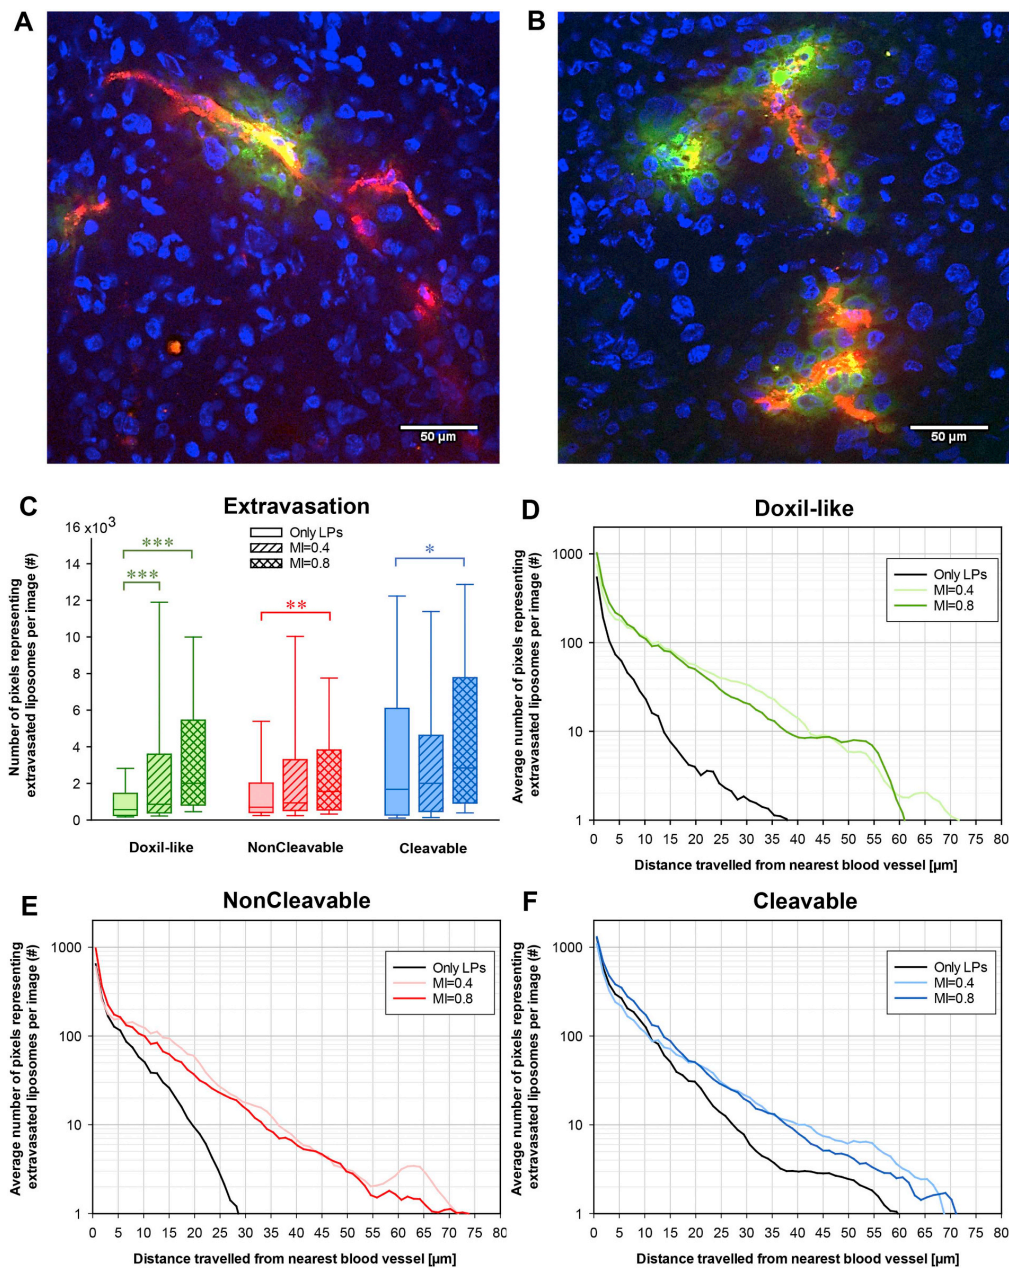 A
50 µm
B
50 µm
C
Extravasation
16 x10³
14
12
10
8
6
4
2
0
Number of pixels representing
extravasated liposomes per image (#)
Only LPs
MI=0.4
MI=0.8
***
***
**
*
Doxil-like
NonCleavable
Cleavable
D
Doxil-like
Average number of pixels representing
extravasated liposomes per image (#)
1000
100
10
1
Only LPs
MI=0.4
MI=0.8
0 5 10 15 20 25 30 35 40 45 50 55 60 65 70 75 80
Distance travelled from nearest blood vessel [µm]
E
NonCleavable
Average number of pixels representing
extravasated liposomes per image (#)
1000
100
10
1
Only LPs
MI=0.4
MI=0.8
0 5 10 15 20 25 30 35 40 45 50 55 60 65 70 75 80
Distance travelled from nearest blood vessel [µm]
F
Cleavable
Average number of pixels representing
extravasated liposomes per image (#)
1000
100
10
1
Only LPs
MI=0.4
MI=0.8
0 5 10 15 20 25 30 35 40 45 50 55 60 65 70 75 80
Distance travelled from nearest blood vessel [µm]